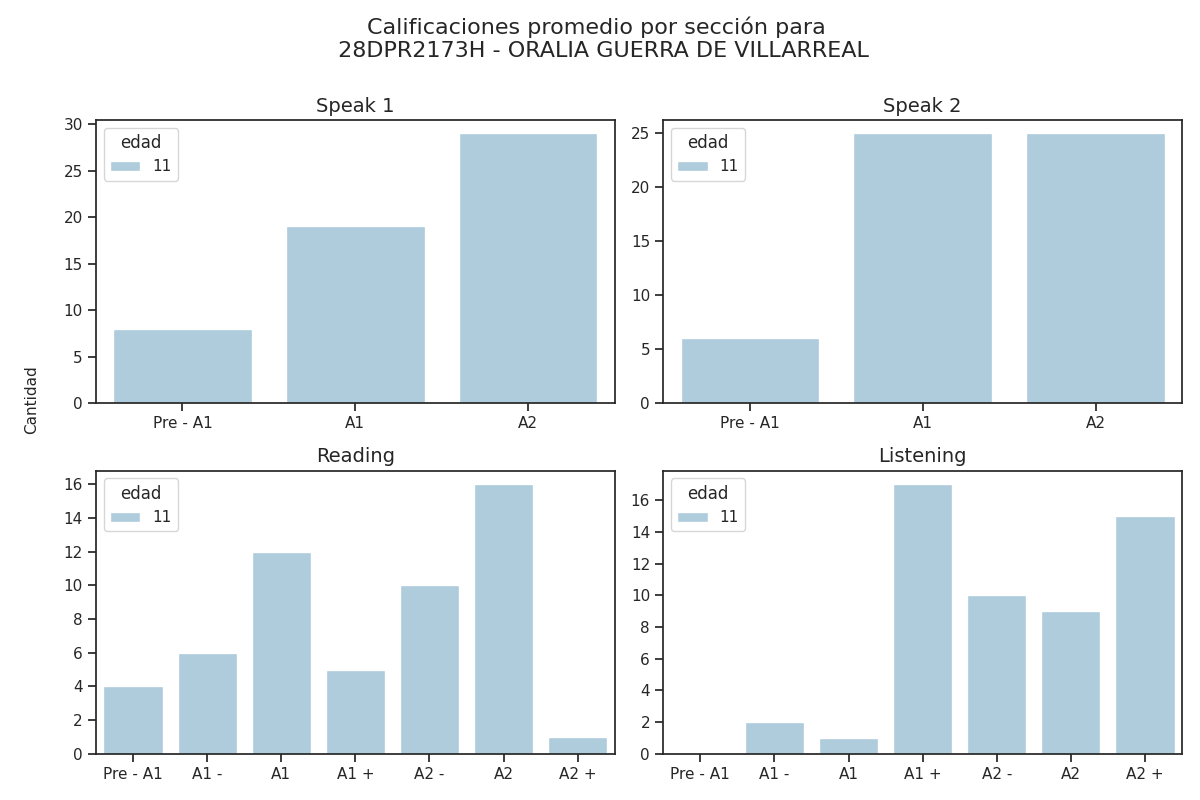 Calificaciones promedio por sección para
28DPR2173H - ORALIA GUERRA DE VILLARREAL
Speak 1
edad
11
30
25
20
15
10
5
0
Pre - A1
A1
A2
Speak 2
edad
11
25
20
15
10
5
0
Pre - A1
A1
A2
Cantidad
Reading
edad
11
16
14
12
10
8
6
4
2
0
Pre - A1
A1 -
A1
A1 +
A2 -
A2
A2 +
Listening
edad
11
16
14
12
10
8
6
4
2
0
Pre - A1
A1 -
A1
A1 +
A2 -
A2
A2 +